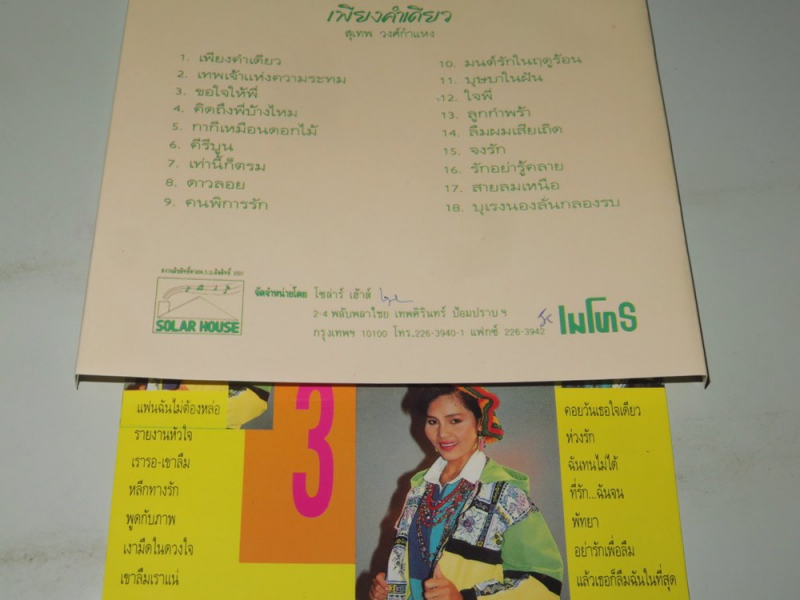 เพียงคำเดียว
สุเทพ วงศ์กำแหง
1. เพียงคำเดียว
2. เทพเจ้าแห่งความระทม
3. ขอใจให้พี่
4. คิดถึงพี่บ้างไหม
5. กากีเหมือนดอกไม้
6. คีรีบูน
7. เท่านี้ก็ตรม
8. ดาวลอย
9. คนพิการรัก
10. มนต์รักในฤดูร้อน
11. บุษบาในฝัน
12. ใจพี่
13. ลูกกำพร้า
14. ลืมผมเสียเถิด
15. จงรัก
16. รักอย่ารู้คลาย
17. สายลมเหนือ
18. บุเรงนองลั่นกลองรบ
SOLAR HOUSE
จัดจำหน่ายโดย โซล่าร์ เฮ้าส์
2-4 พลับพลาไชย เทพศิรินทร์ ป้อมปราบ ฯ
กรุงเทพฯ 10100 โทร.226-3940-1 แฟกซ์ 226-3942
เมโทร
3
แฟนฉันไม่ต้องหล่อ
รายงานหัวใจ
เรารอ-เขาลืม
หลีกทางรัก
พูดกับภาพ
เงามืดในดวงใจ
เขาลืมเราแน่
คอยวันเธอใจเดียว
ห่วงรัก
ฉันทนไม่ได้
ที่รัก...ฉันจน
พัทยา
อย่ารักเพื่อลืม
แล้วเธอก็ลืมฉันในที่สุด